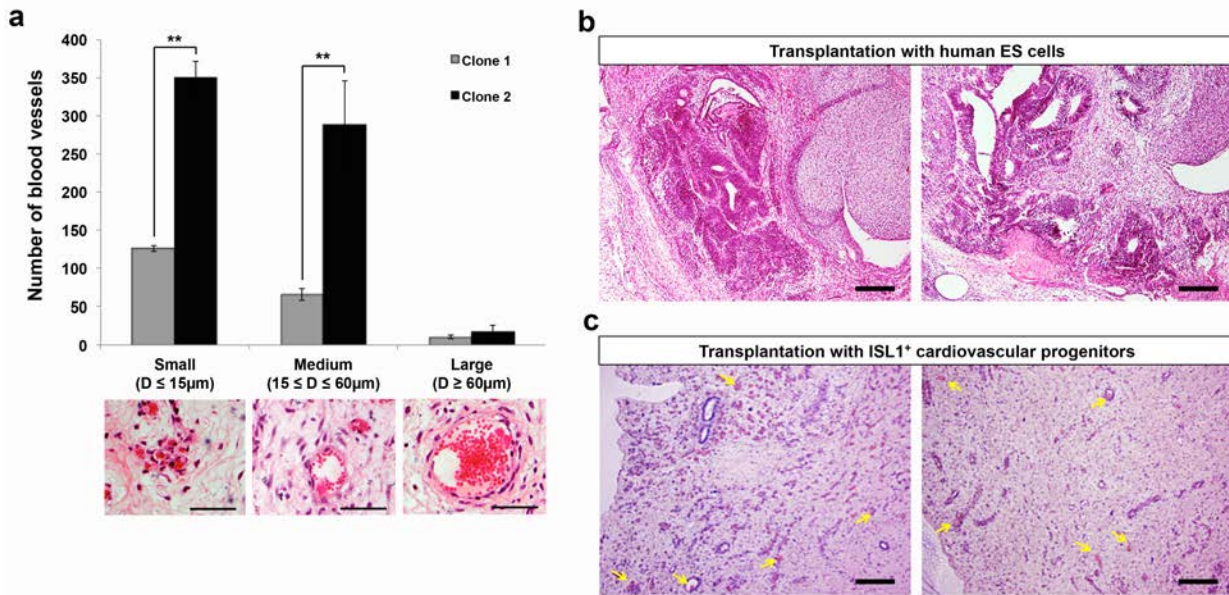 a
Number of blood vessels
400
350
300
250
200
150
100
50
0
**
**
Clone 1
Clone 2
Small
(D ≤ 15μm)
Medium
(15 ≤ D ≤ 60μm)
Large
(D ≥ 60μm)
b
Transplantation with human ES cells
c
Transplantation with ISL1⁺ cardiovascular progenitors